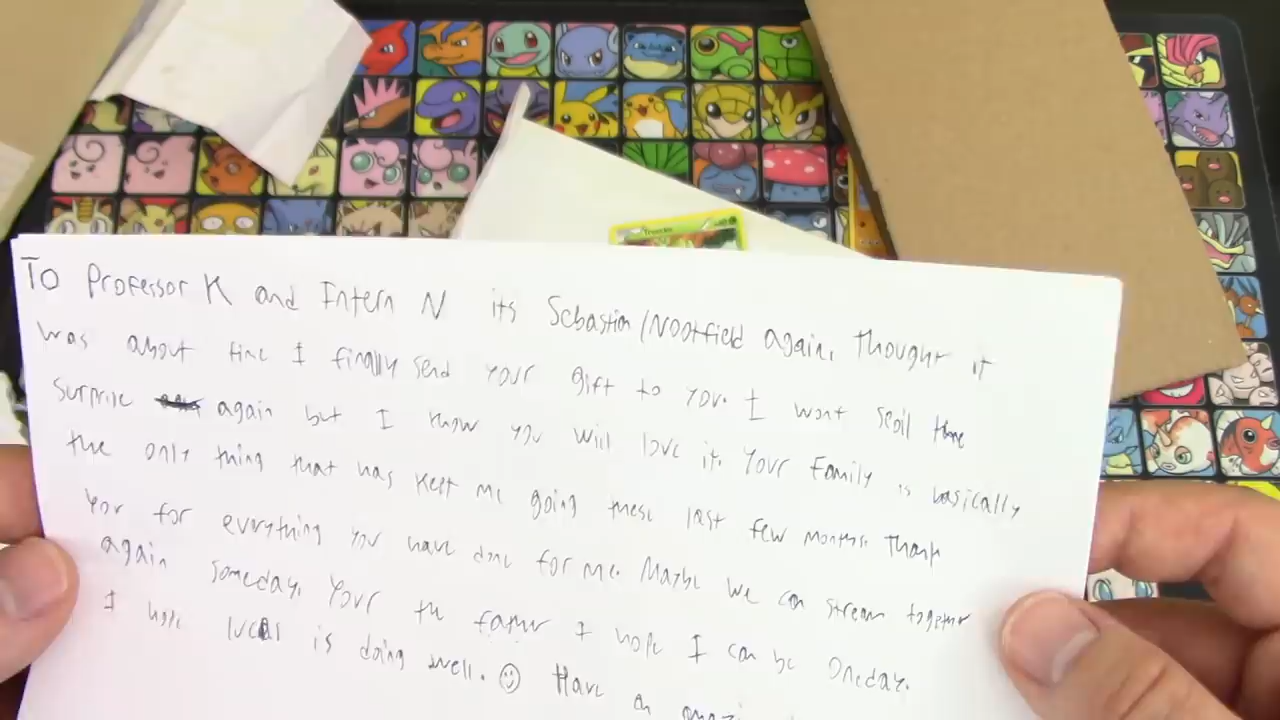 Treecko
To Professor K and Intern N its Sebastian/Nootfield again. Thought it
was about time I finally send your gift to you. I wont spoil the
surprise again but I know you will love it. Your family is basically
the only thing that has kept me going these last few months. Thank
you for everything you have done for me. Maybe we can stream together
again someday. Your the father I hope I can be oneday.
I hope lucas is doing well. ☺ Have an